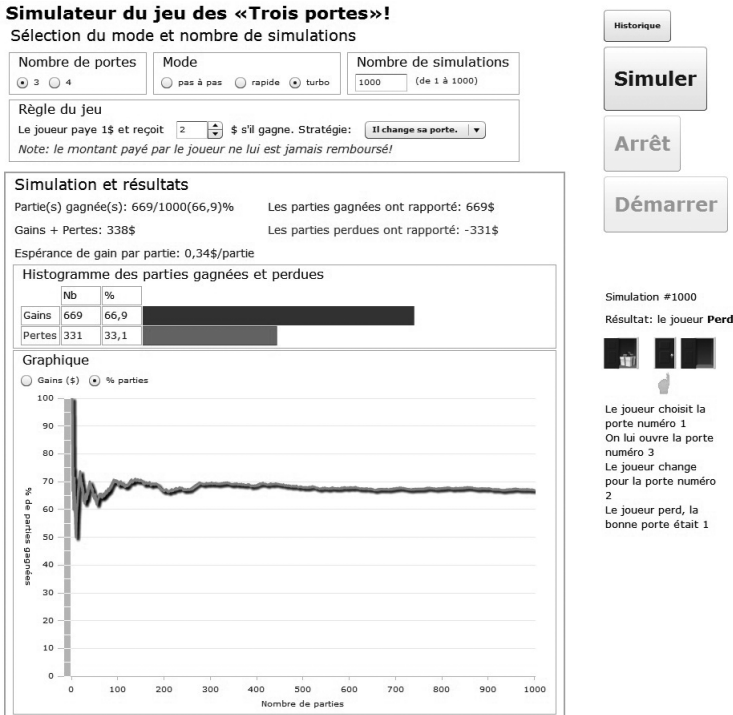 Simulateur du jeu des «Trois portes»!
Sélection du mode et nombre de simulations
Nombre de portes
3 4
Mode
pas à pas rapide turbo
Nombre de simulations
1000 (de 1 à 1000)
Règle du jeu
Le joueur paye 1$ et reçoit 2 $ s'il gagne. Stratégie: Il change sa porte.
Note: le montant payé par le joueur ne lui est jamais remboursé!
Simulation et résultats
Partie(s) gagnée(s): 669/1000(66,9)% Les parties gagnées ont rapporté: 669$
Gains + Pertes: 338$ Les parties perdues ont rapporté: -331$
Espérance de gain par partie: 0,34$/partie
Histogramme des parties gagnées et perdues
Nb %
Gains 669 66,9
Pertes 331 33,1
Graphique
Gains ($) % parties
100
90
80
70
60
50
40
30
20
10
0
% de parties gagnées
0 100 200 300 400 500 600 700 800 900 1000
Nombre de parties
Historique
Simuler
Arrêt
Démarrer
Simulation #1000
Résultat: le joueur Perd
Le joueur choisit la
porte numéro 1
On lui ouvre la porte
numéro 3
Le joueur change
pour la porte numéro
2
Le joueur perd, la
bonne porte était 1